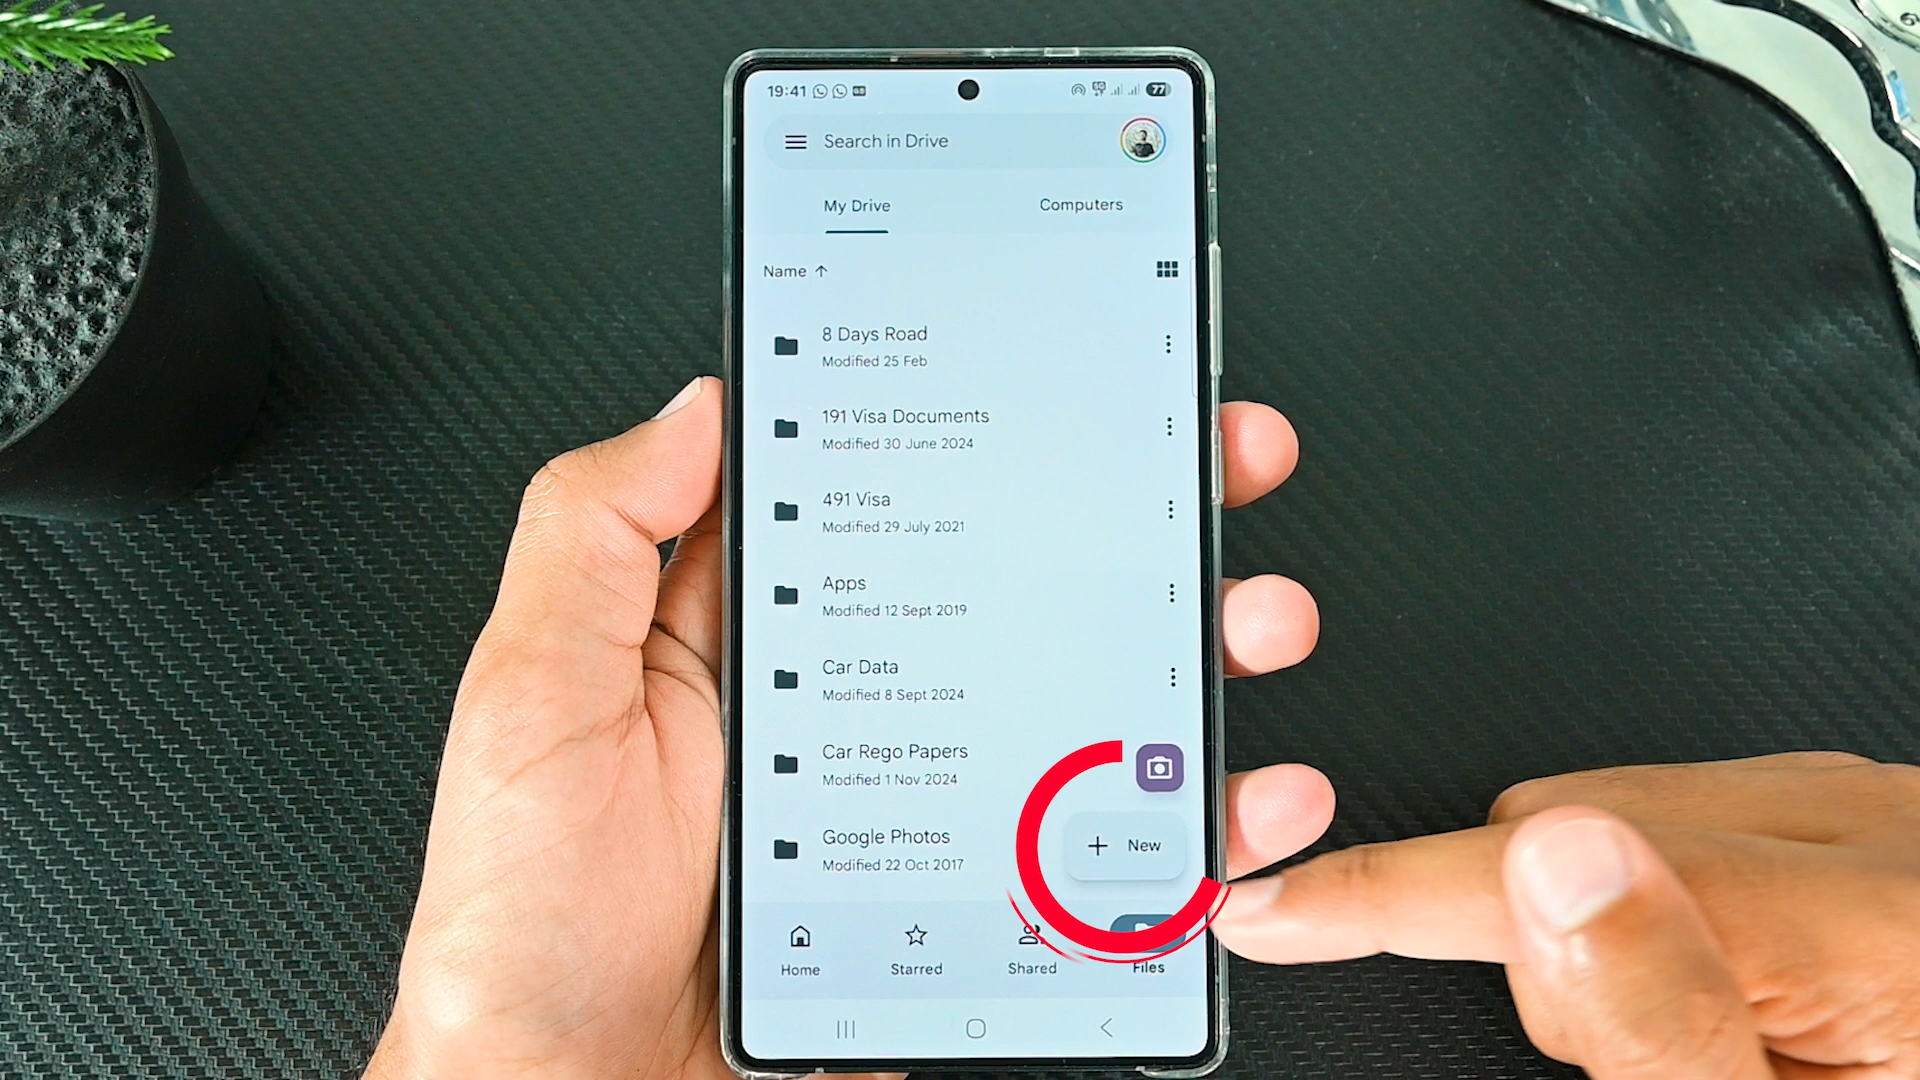 19:41
77
Search in Drive
My Drive
Computers
Name ↑
8 Days Road
Modified 25 Feb
191 Visa Documents
Modified 30 June 2024
491 Visa
Modified 29 July 2021
Apps
Modified 12 Sept 2019
Car Data
Modified 8 Sept 2024
Car Rego Papers
Modified 1 Nov 2024
Google Photos
Modified 22 Oct 2017
+ New
Home
Starred
Shared
Files